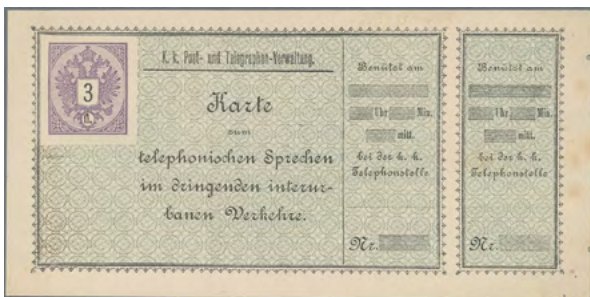 3
fl.
K. k. Post- und Telegraphen-Verwaltung.
Karte
zum
telephonischen Sprechen
im dringenden interur-
banen Verkehre.
Benützt am
Uhr Min.
mitt.
bei der k. k.
Telephonstelle
Nr.
Benützt am
Uhr Min.
mitt.
bei der k. k.
Telephonstelle
Nr.